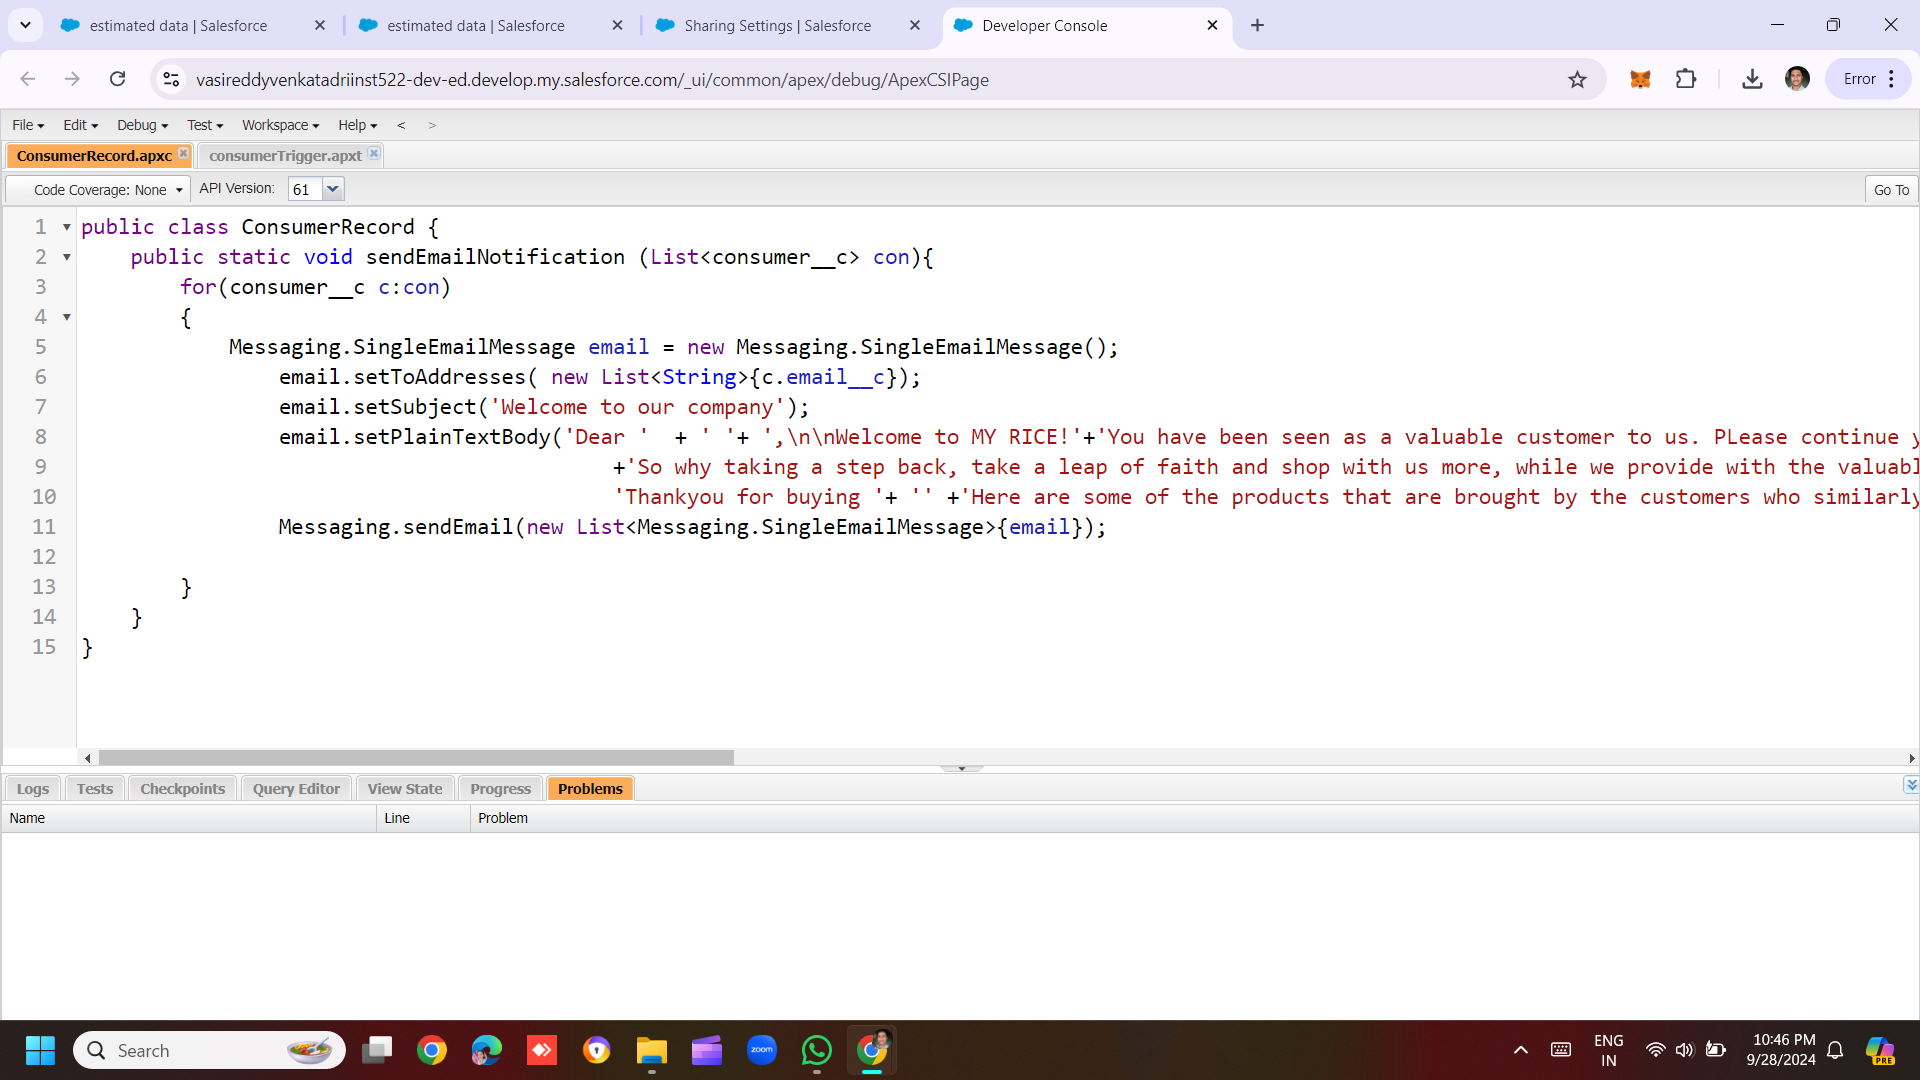 estimated data | Salesforce
estimated data | Salesforce
Sharing Settings | Salesforce
Developer Console
vasireddyvenkatadriinst522-dev-ed.develop.my.salesforce.com/_ui/common/apex/debug/ApexCSIPage
Error
File Edit Debug Test Workspace Help < >
ConsumerRecord.apxc consumerTrigger.apxt
Code Coverage: None API Version: 61 Go To
1 public class ConsumerRecord {
2 public static void sendEmailNotification (List<consumer__c> con){
3 for(consumer__c c:con)
4 {
5 Messaging.SingleEmailMessage email = new Messaging.SingleEmailMessage();
6 email.setToAddresses( new List<String>{c.email__c});
7 email.setSubject('Welcome to our company');
8 email.setPlainTextBody('Dear ' + ' '+ ',\n\nWelcome to MY RICE!'+'You have been seen as a valuable customer to us. PLease continue y
9 +'So why taking a step back, take a leap of faith and shop with us more, while we provide with the valuabl
10 'Thankyou for buying '+ '' +'Here are some of the products that are brought by the customers who similarly
11 Messaging.sendEmail(new List<Messaging.SingleEmailMessage>{email});
12
13 }
14 }
15 }
Logs Tests Checkpoints Query Editor View State Progress Problems
Name Line Problem
Search
zoom
ENG
IN
10:46 PM
9/28/2024
PRE